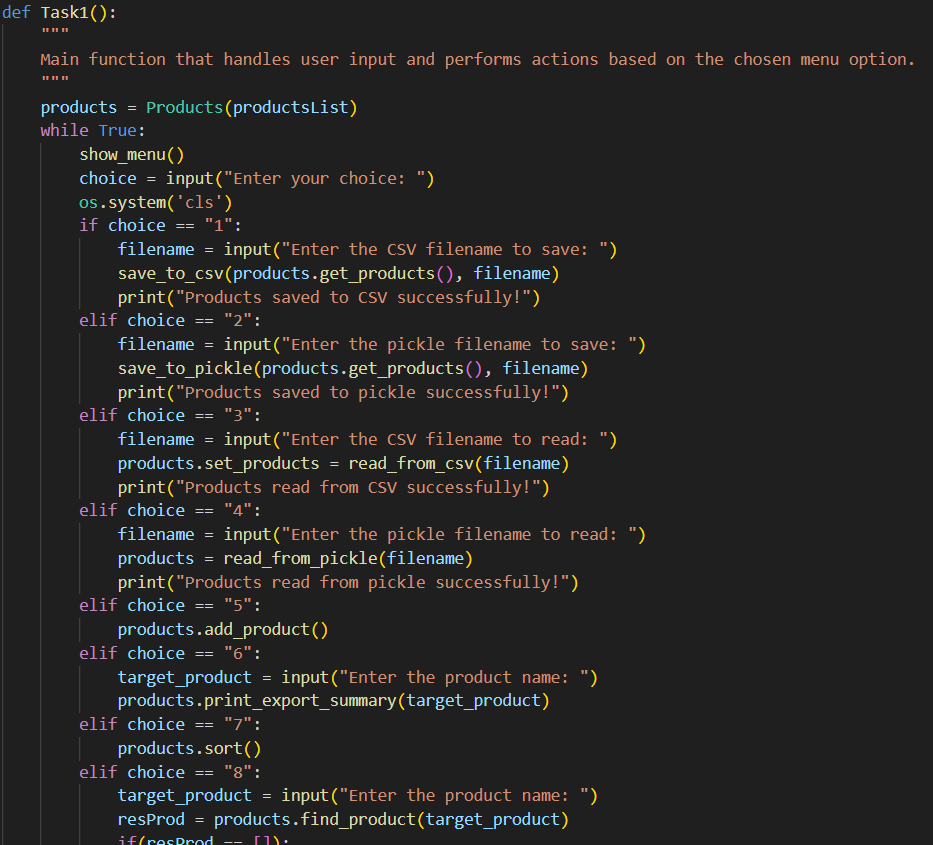 def Task1():
    """
    Main function that handles user input and performs actions based on the chosen menu option.
    """
    products = Products(productsList)
    while True:
        show_menu()
        choice = input("Enter your choice: ")
        os.system('cls')
        if choice == "1":
            filename = input("Enter the CSV filename to save: ")
            save_to_csv(products.get_products(), filename)
            print("Products saved to CSV successfully!")
        elif choice == "2":
            filename = input("Enter the pickle filename to save: ")
            save_to_pickle(products.get_products(), filename)
            print("Products saved to pickle successfully!")
        elif choice == "3":
            filename = input("Enter the CSV filename to read: ")
            products.set_products = read_from_csv(filename)
            print("Products read from CSV successfully!")
        elif choice == "4":
            filename = input("Enter the pickle filename to read: ")
            products = read_from_pickle(filename)
            print("Products read from pickle successfully!")
        elif choice == "5":
            products.add_product()
        elif choice == "6":
            target_product = input("Enter the product name: ")
            products.print_export_summary(target_product)
        elif choice == "7":
            products.sort()
        elif choice == "8":
            target_product = input("Enter the product name: ")
            resProd = products.find_product(target_product)
            if(resProd == []):